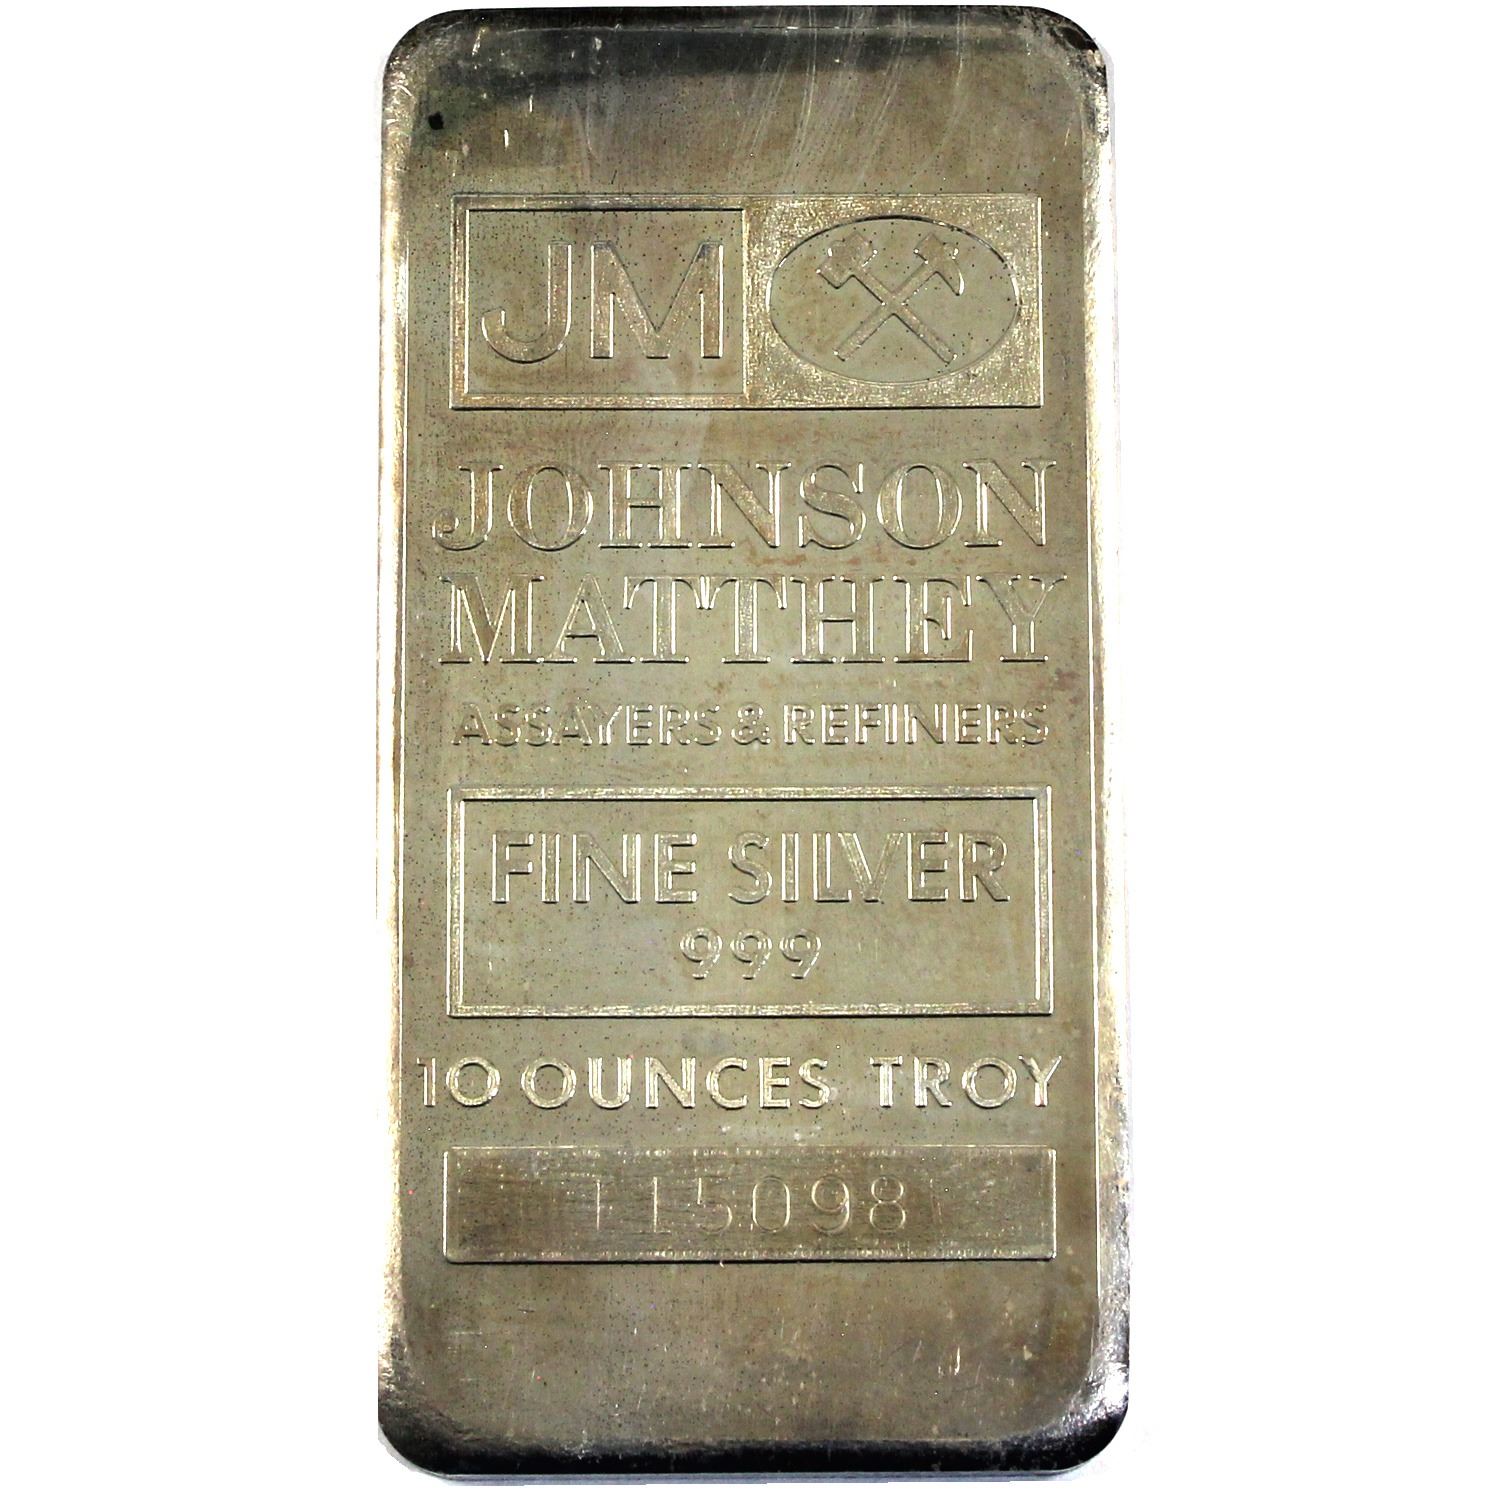 JM
JOHNSON
MATTHEY
ASSAYERS & REFINERS
FINE SILVER
999
10 OUNCES TROY
115098